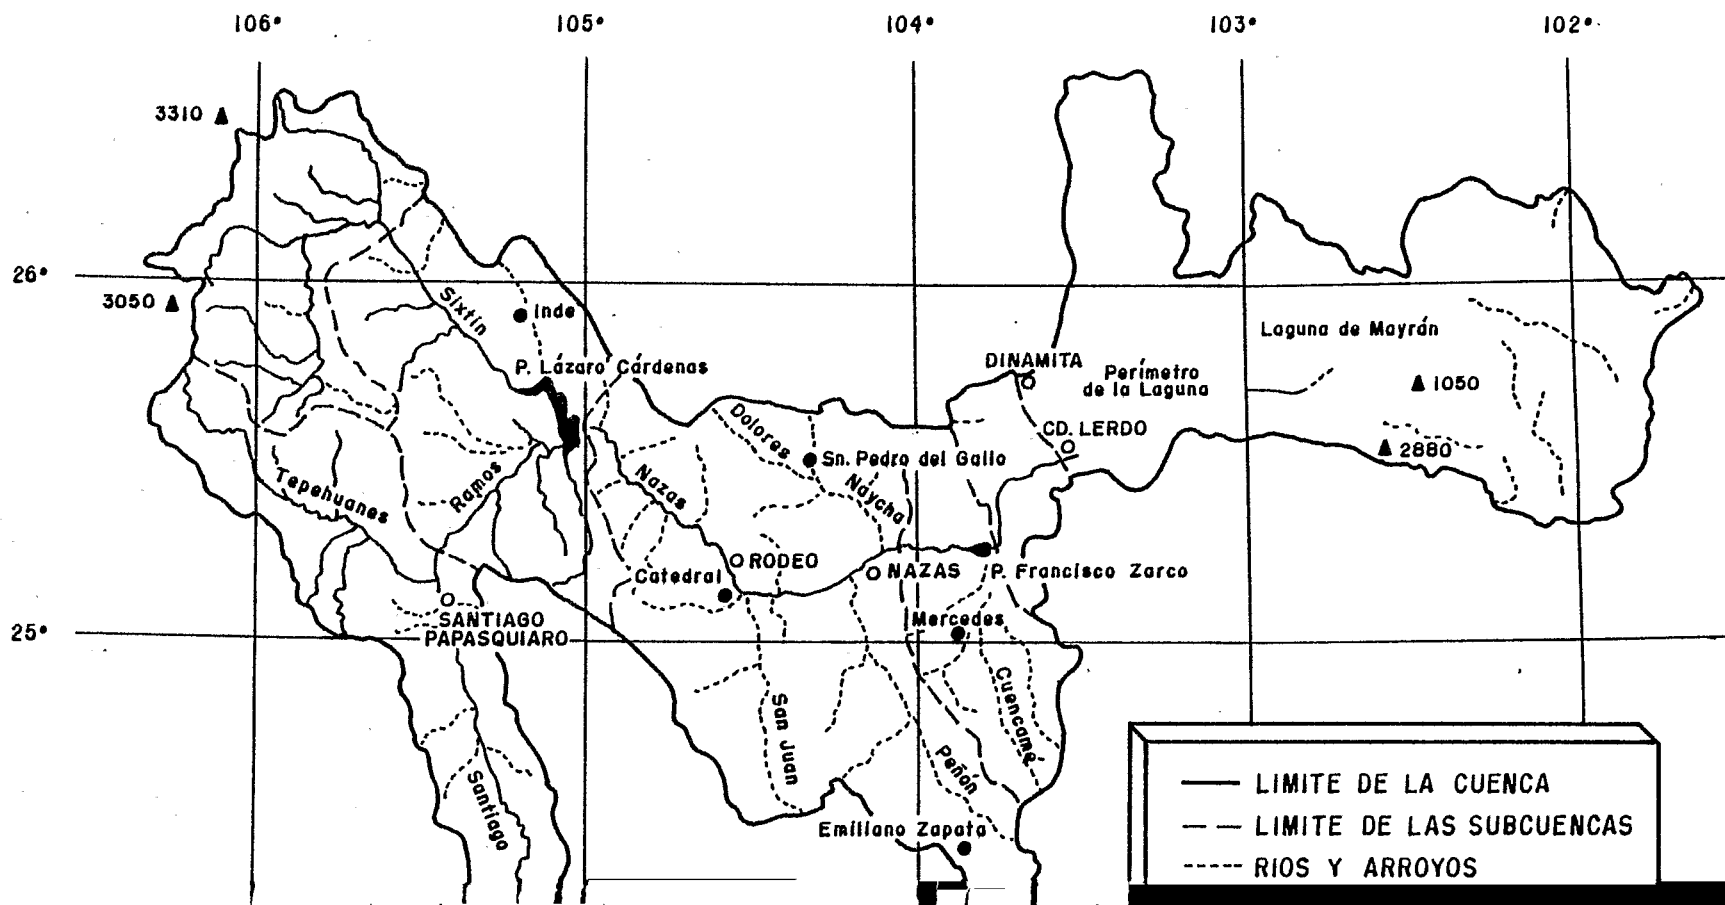 106°
105°
104°
103°
102°
3310
26°
3050
Sixtín
Inde
P. Lázaro Cárdenas
Laguna de Mayrán
DINAMITA
Perímetro
de la Laguna
1050
Dolores
CD. LERDO
2880
Sn. Pedro del Gallo
Tepehuanes
Ramos
Nazas
Naycha
RODEO
Catedral
NAZAS
P. Francisco Zarco
SANTIAGO
PAPASQUIARO
Mercedes
25°
San Juan
Cuencame
Peñón
Santiago
Emiliano Zapata
LIMITE DE LA CUENCA
LIMITE DE LAS SUBCUENCAS
RIOS Y ARROYOS